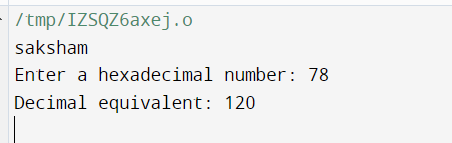 /tmp/IZSQZ6axej.o
saksham
Enter a hexadecimal number: 78
Decimal equivalent: 120